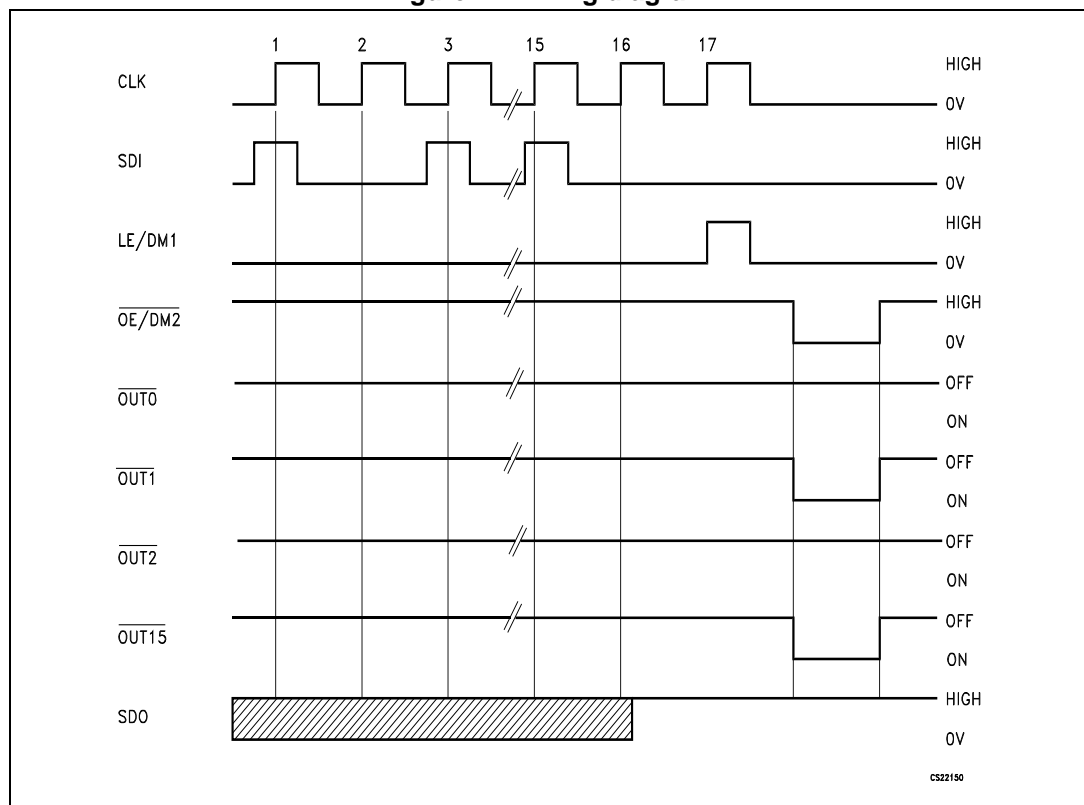 1 2 3 15 16 17
CLK HIGH
0V
SDI HIGH
0V
LE/DM1 HIGH
0V
OE/DM2 HIGH
0V
OUT0 OFF
ON
OUT1 OFF
ON
OUT2 OFF
ON
OUT15 OFF
ON
SDO HIGH
0V
CS22150